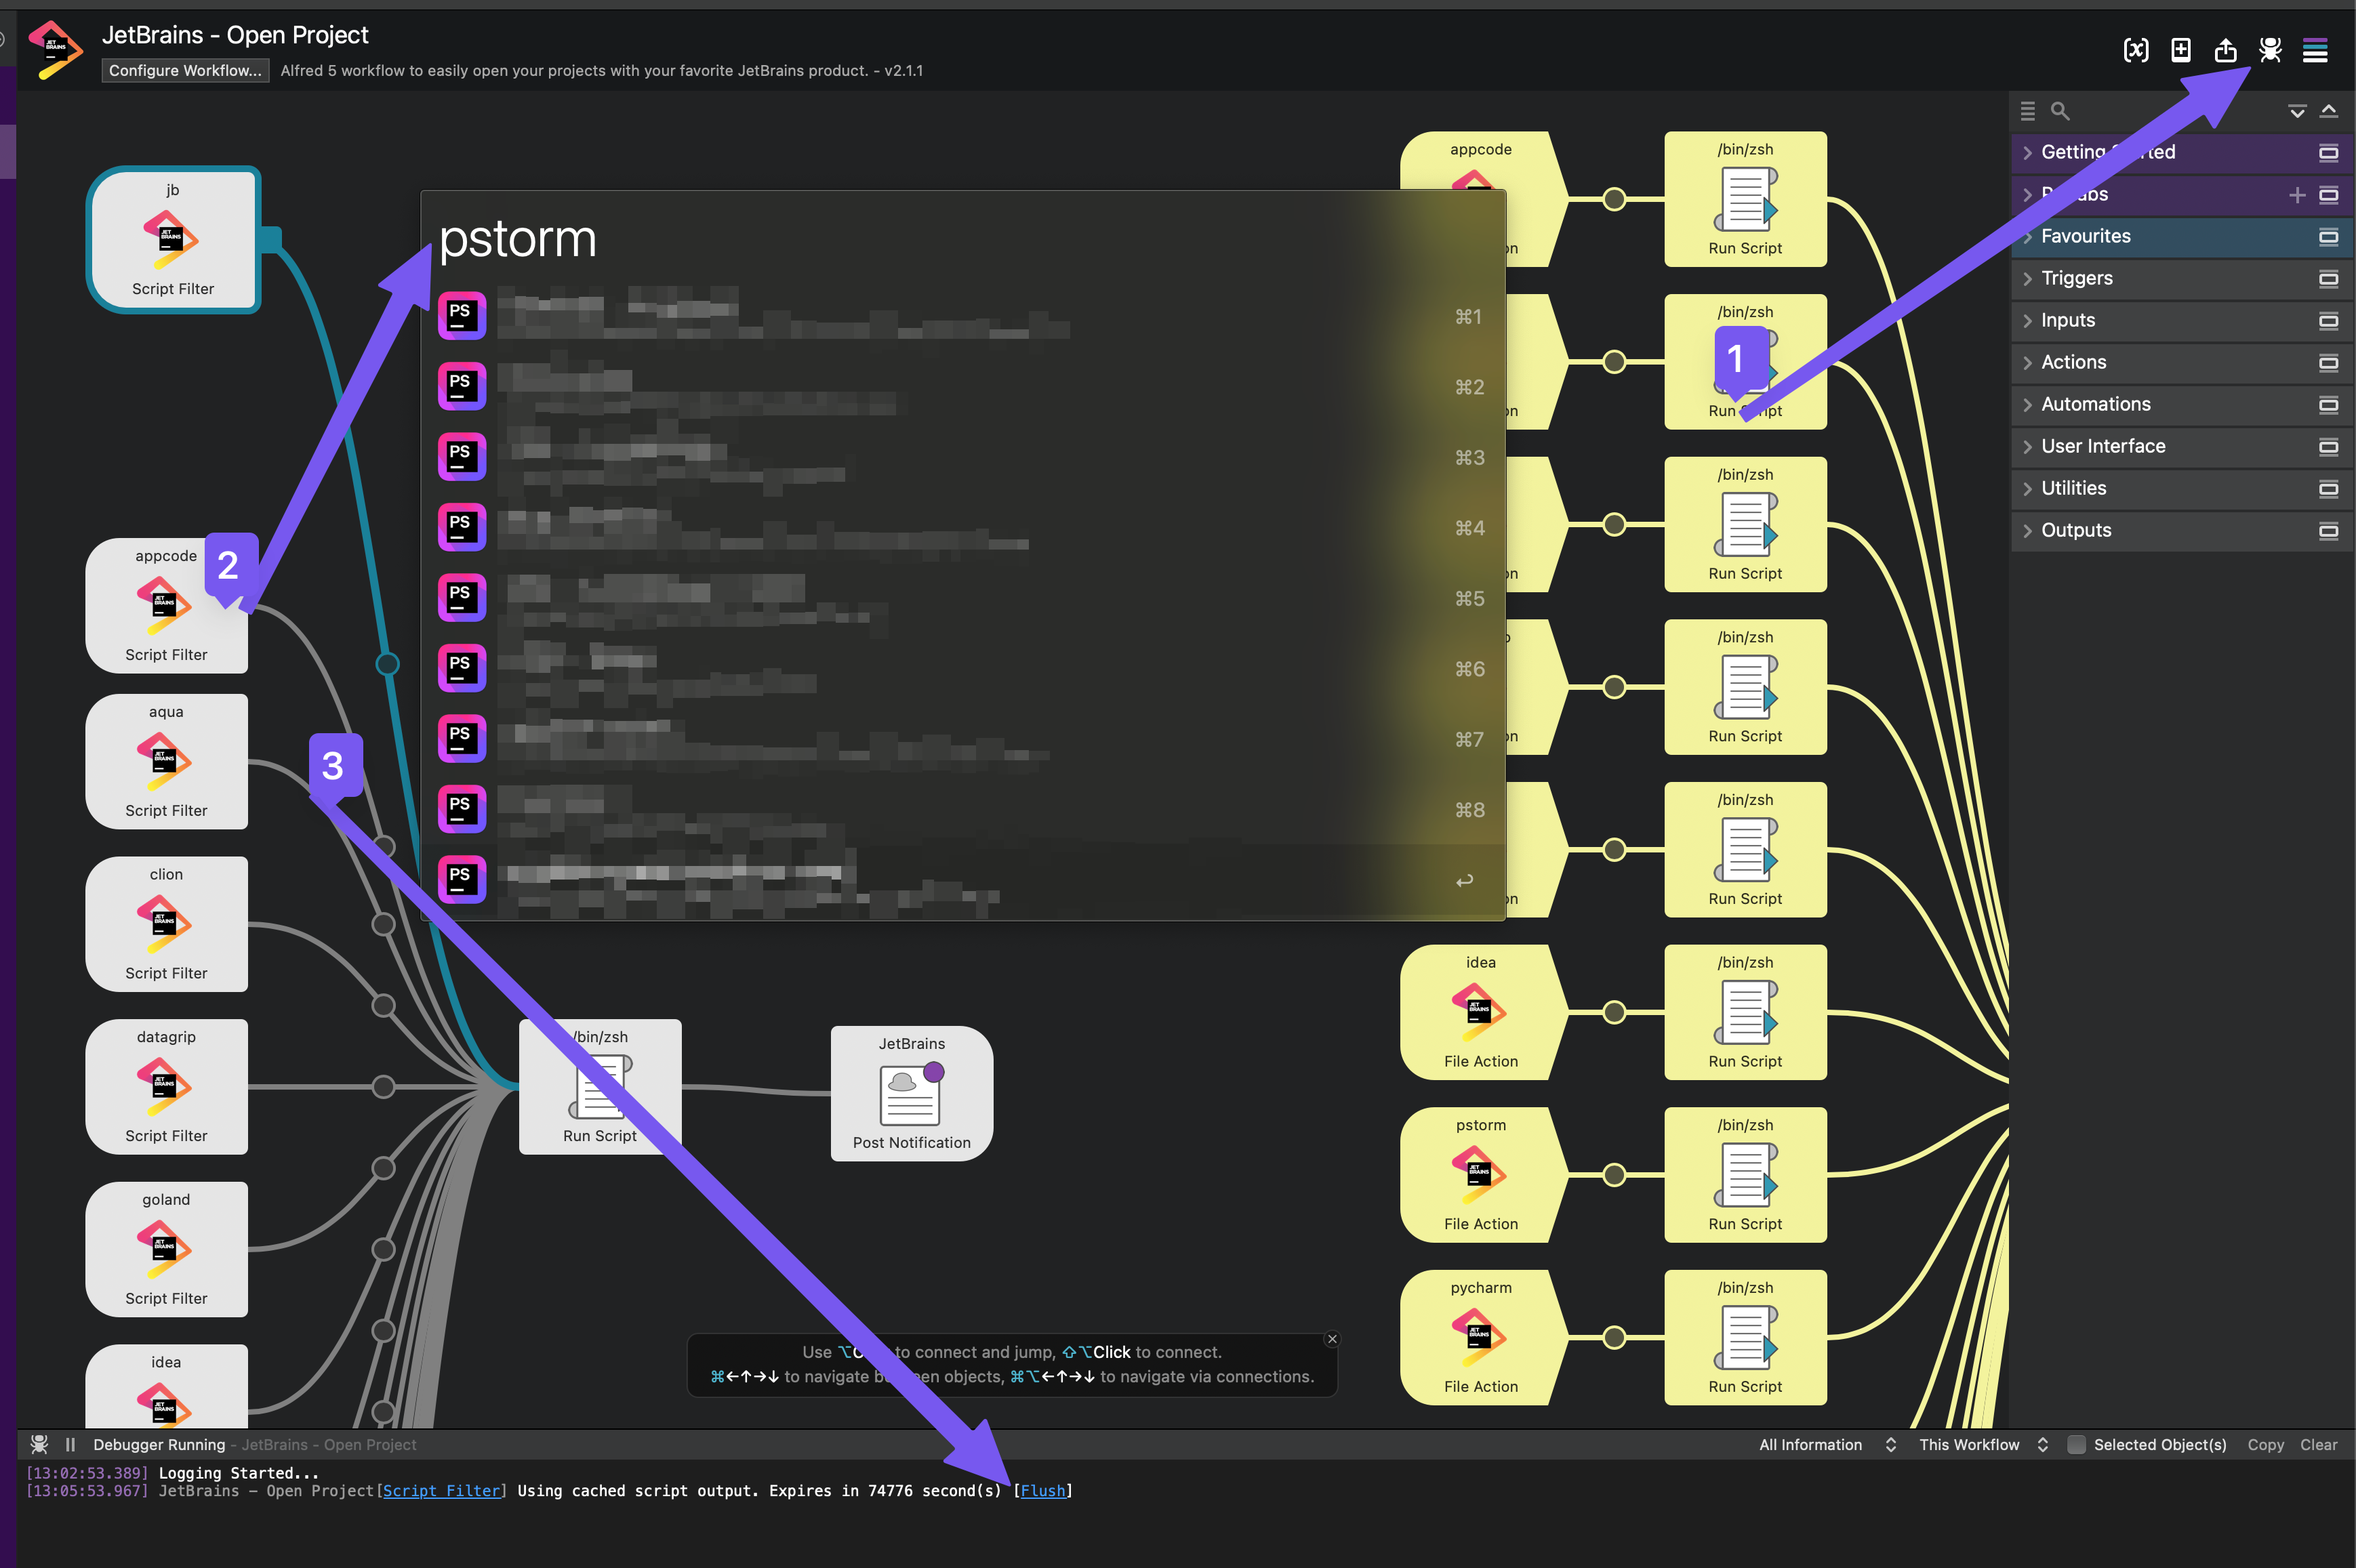 JetBrains - Open Project
Configure Workflow...
Alfred 5 workflow to easily open your projects with your favorite JetBrains product. - v2.1.1
jb
Script Filter
appcode
Script Filter
aqua
Script Filter
clion
Script Filter
datagrip
Script Filter
goland
Script Filter
idea
2
3
pstorm
PS
⌘1
PS
⌘2
PS
⌘3
PS
⌘4
PS
⌘5
PS
⌘6
PS
⌘7
PS
⌘8
PS
/bin/zsh
Run Script
JetBrains
Post Notification
appcode
idea
File Action
pstorm
File Action
pycharm
File Action
/bin/zsh
Run Script
/bin/zsh
1
Run Script
/bin/zsh
Run Script
/bin/zsh
Run Script
/bin/zsh
Run Script
/bin/zsh
Run Script
/bin/zsh
Run Script
/bin/zsh
Run Script
Getting Started
Favourites
Triggers
Inputs
Actions
Automations
User Interface
Utilities
Outputs
Use to connect and jump, ⇧⌥Click to connect.
⌘←↑→↓ to navigate between objects, ⌘⌥←↑→↓ to navigate via connections.
Debugger Running - JetBrains - Open Project
All Information
This Workflow
Selected Object(s)
Copy
Clear
[13:02:53.389] Logging Started...
[13:05:53.967] JetBrains - Open Project[Script Filter] Using cached script output. Expires in 74776 second(s) [Flush]